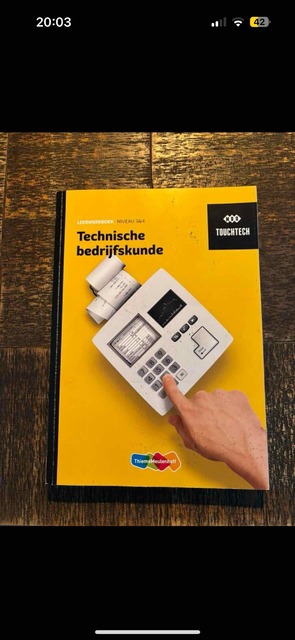 20:03
42
LEERWERKBOEK | NIVEAU 3&4
Technische
bedrijfskunde
TOUCHTECH
ThiemeMeulenhoff